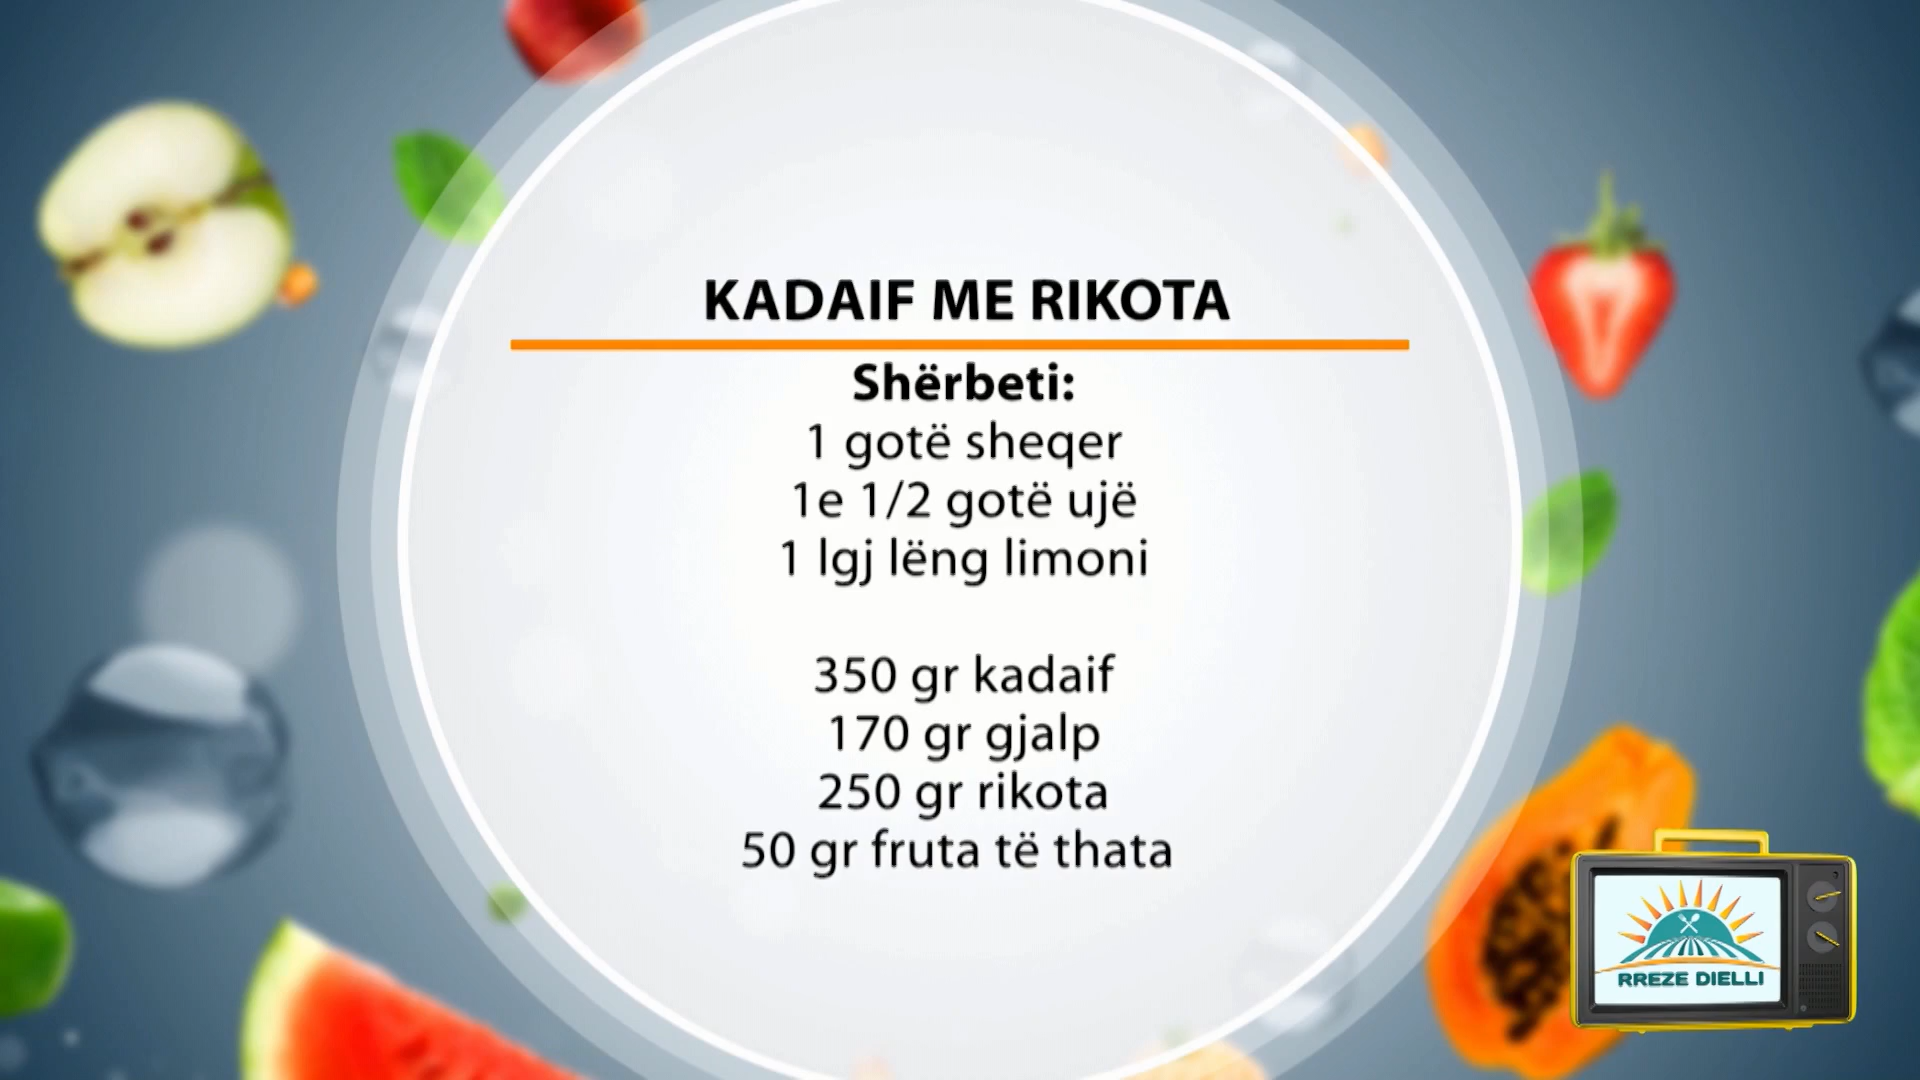 KADAIF ME RIKOTA
Shërbeti:
1 gotë sheqer
1e 1/2 gotë ujë
1 lgj lëng limoni
350 gr kadaif
170 gr gjalp
250 gr rikota
50 gr fruta të thata
RREZE DIELLI